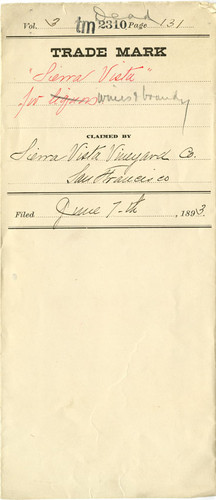 Dead
Vol. 3 tm 2310 Page 131
TRADE MARK
"Sierra Vista"
for liquors wines & brandy
CLAIMED BY
Sierra Vista Vineyard Co.
San Francisco
Filed June 7th, 1893.